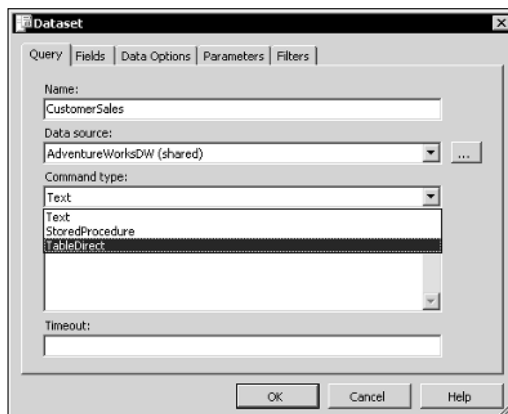 Dataset
Query Fields Data Options Parameters Filters
Name:
CustomerSales
Data source:
AdventureWorksDW (shared)
...
Command type:
Text
Text
StoredProcedure
TableDirect
Timeout:
OK Cancel Help